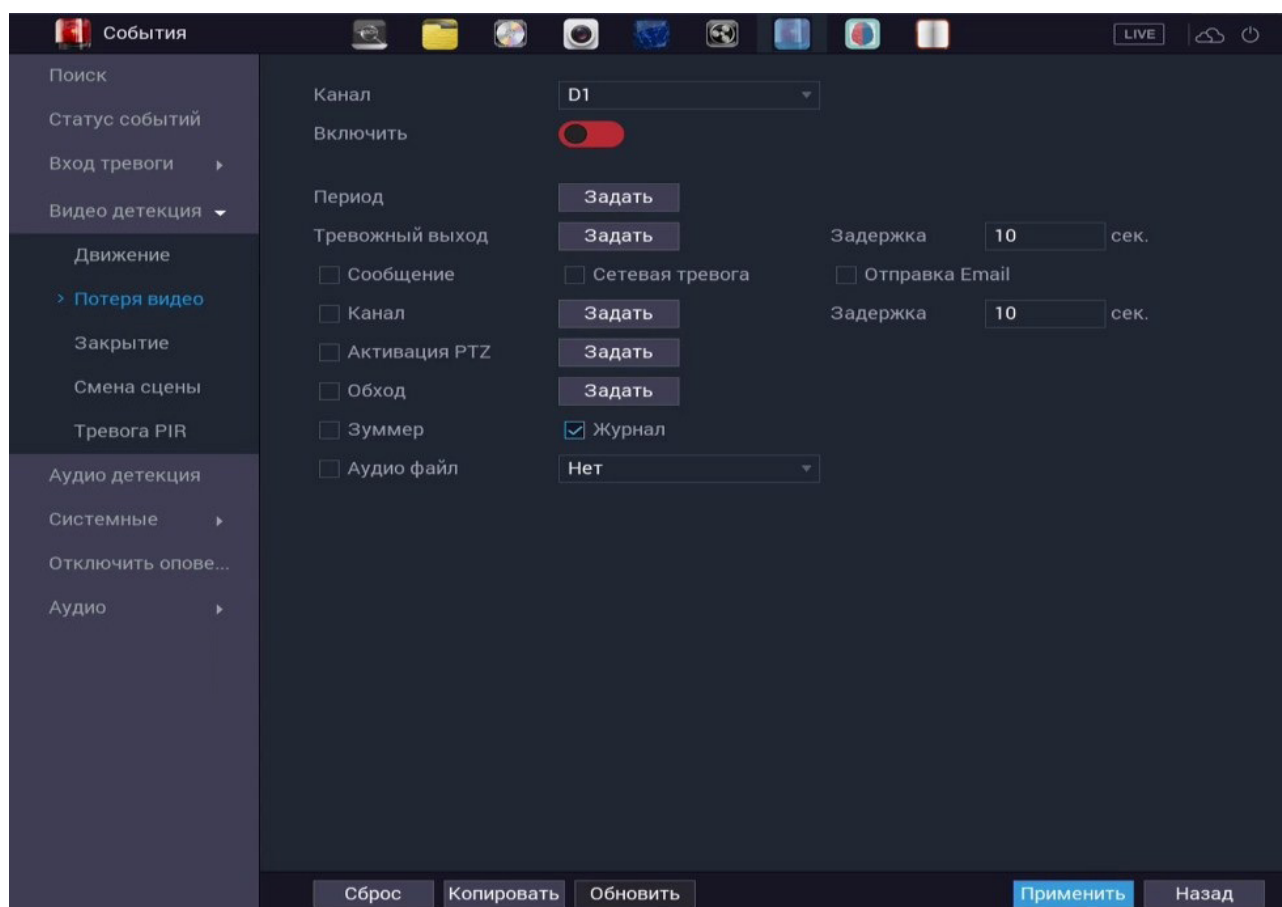 События
LIVE
Поиск
Статус событий
Вход тревоги
Видео детекция
Движение
> Потеря видео
Закрытие
Смена сцены
Тревога PIR
Аудио детекция
Системные
Отключить опове...
Аудио
Канал D1
Включить
Период Задать
Тревожный выход Задать Задержка 10 сек.
Сообщение Сетевая тревога Отправка Email
Канал Задать Задержка 10 сек.
Активация PTZ Задать
Обход Задать
Зуммер Журнал
Аудио файл Нет
Сброс Копировать Обновить Применить Назад